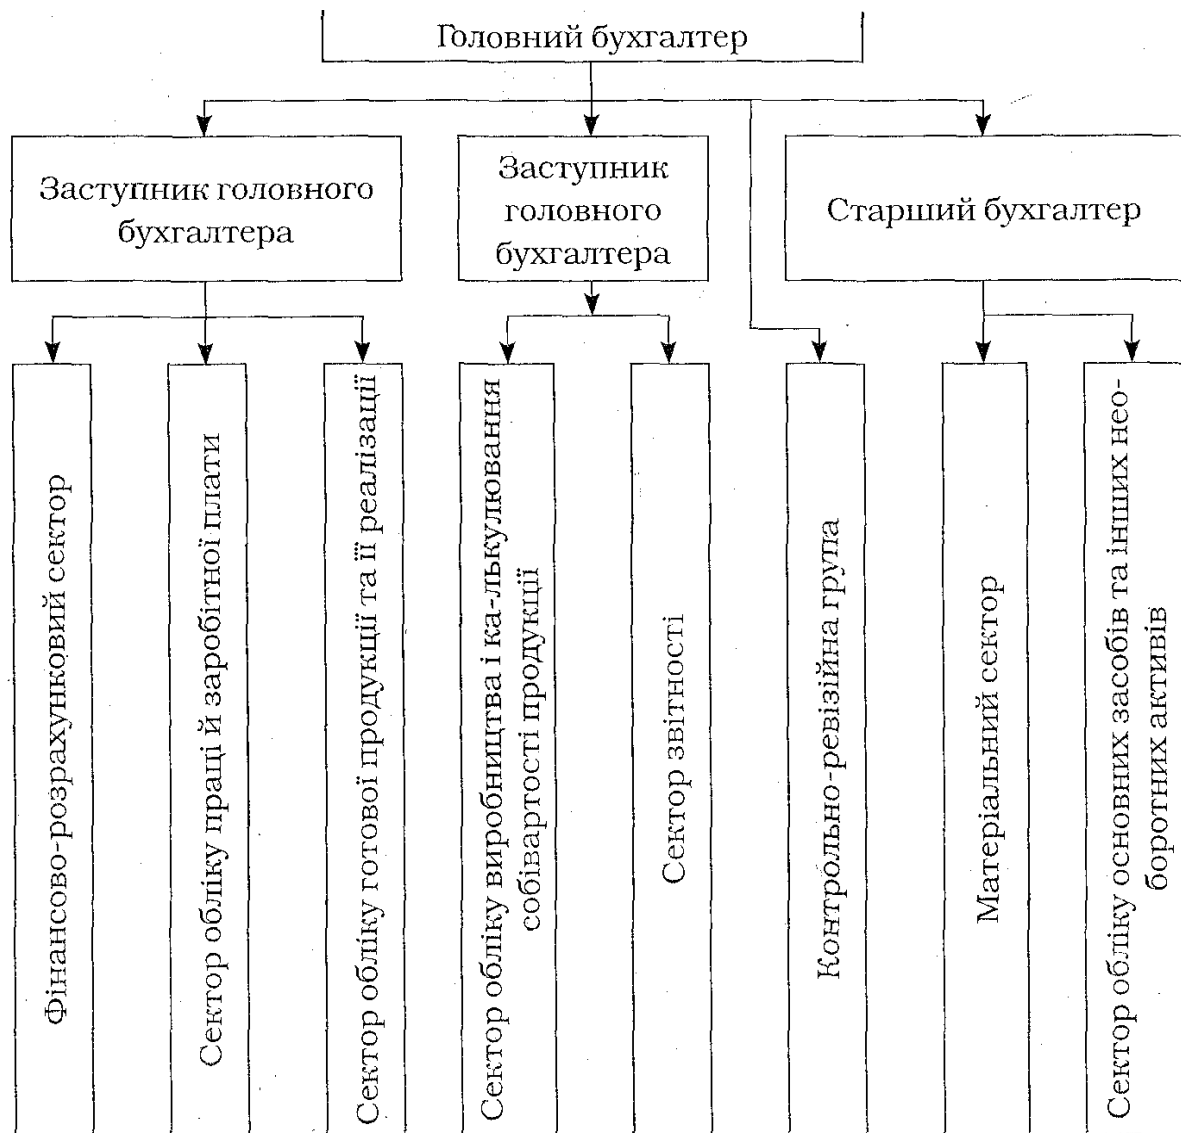 Головний бухгалтер
Заступник головного
бухгалтера
Заступник
головного
бухгалтера
Старший бухгалтер
Фінансово-розрахунковий сектор
Сектор обліку праці й заробітної плати
Сектор обліку готової продукції та її реалізації
Сектор обліку виробництва і ка-лькулювання
собівартості продукції
Сектор звітності
Контрольно-ревізійна група
Матеріальний сектор
Сектор обліку основних засобів та інших нео-
боротних активів